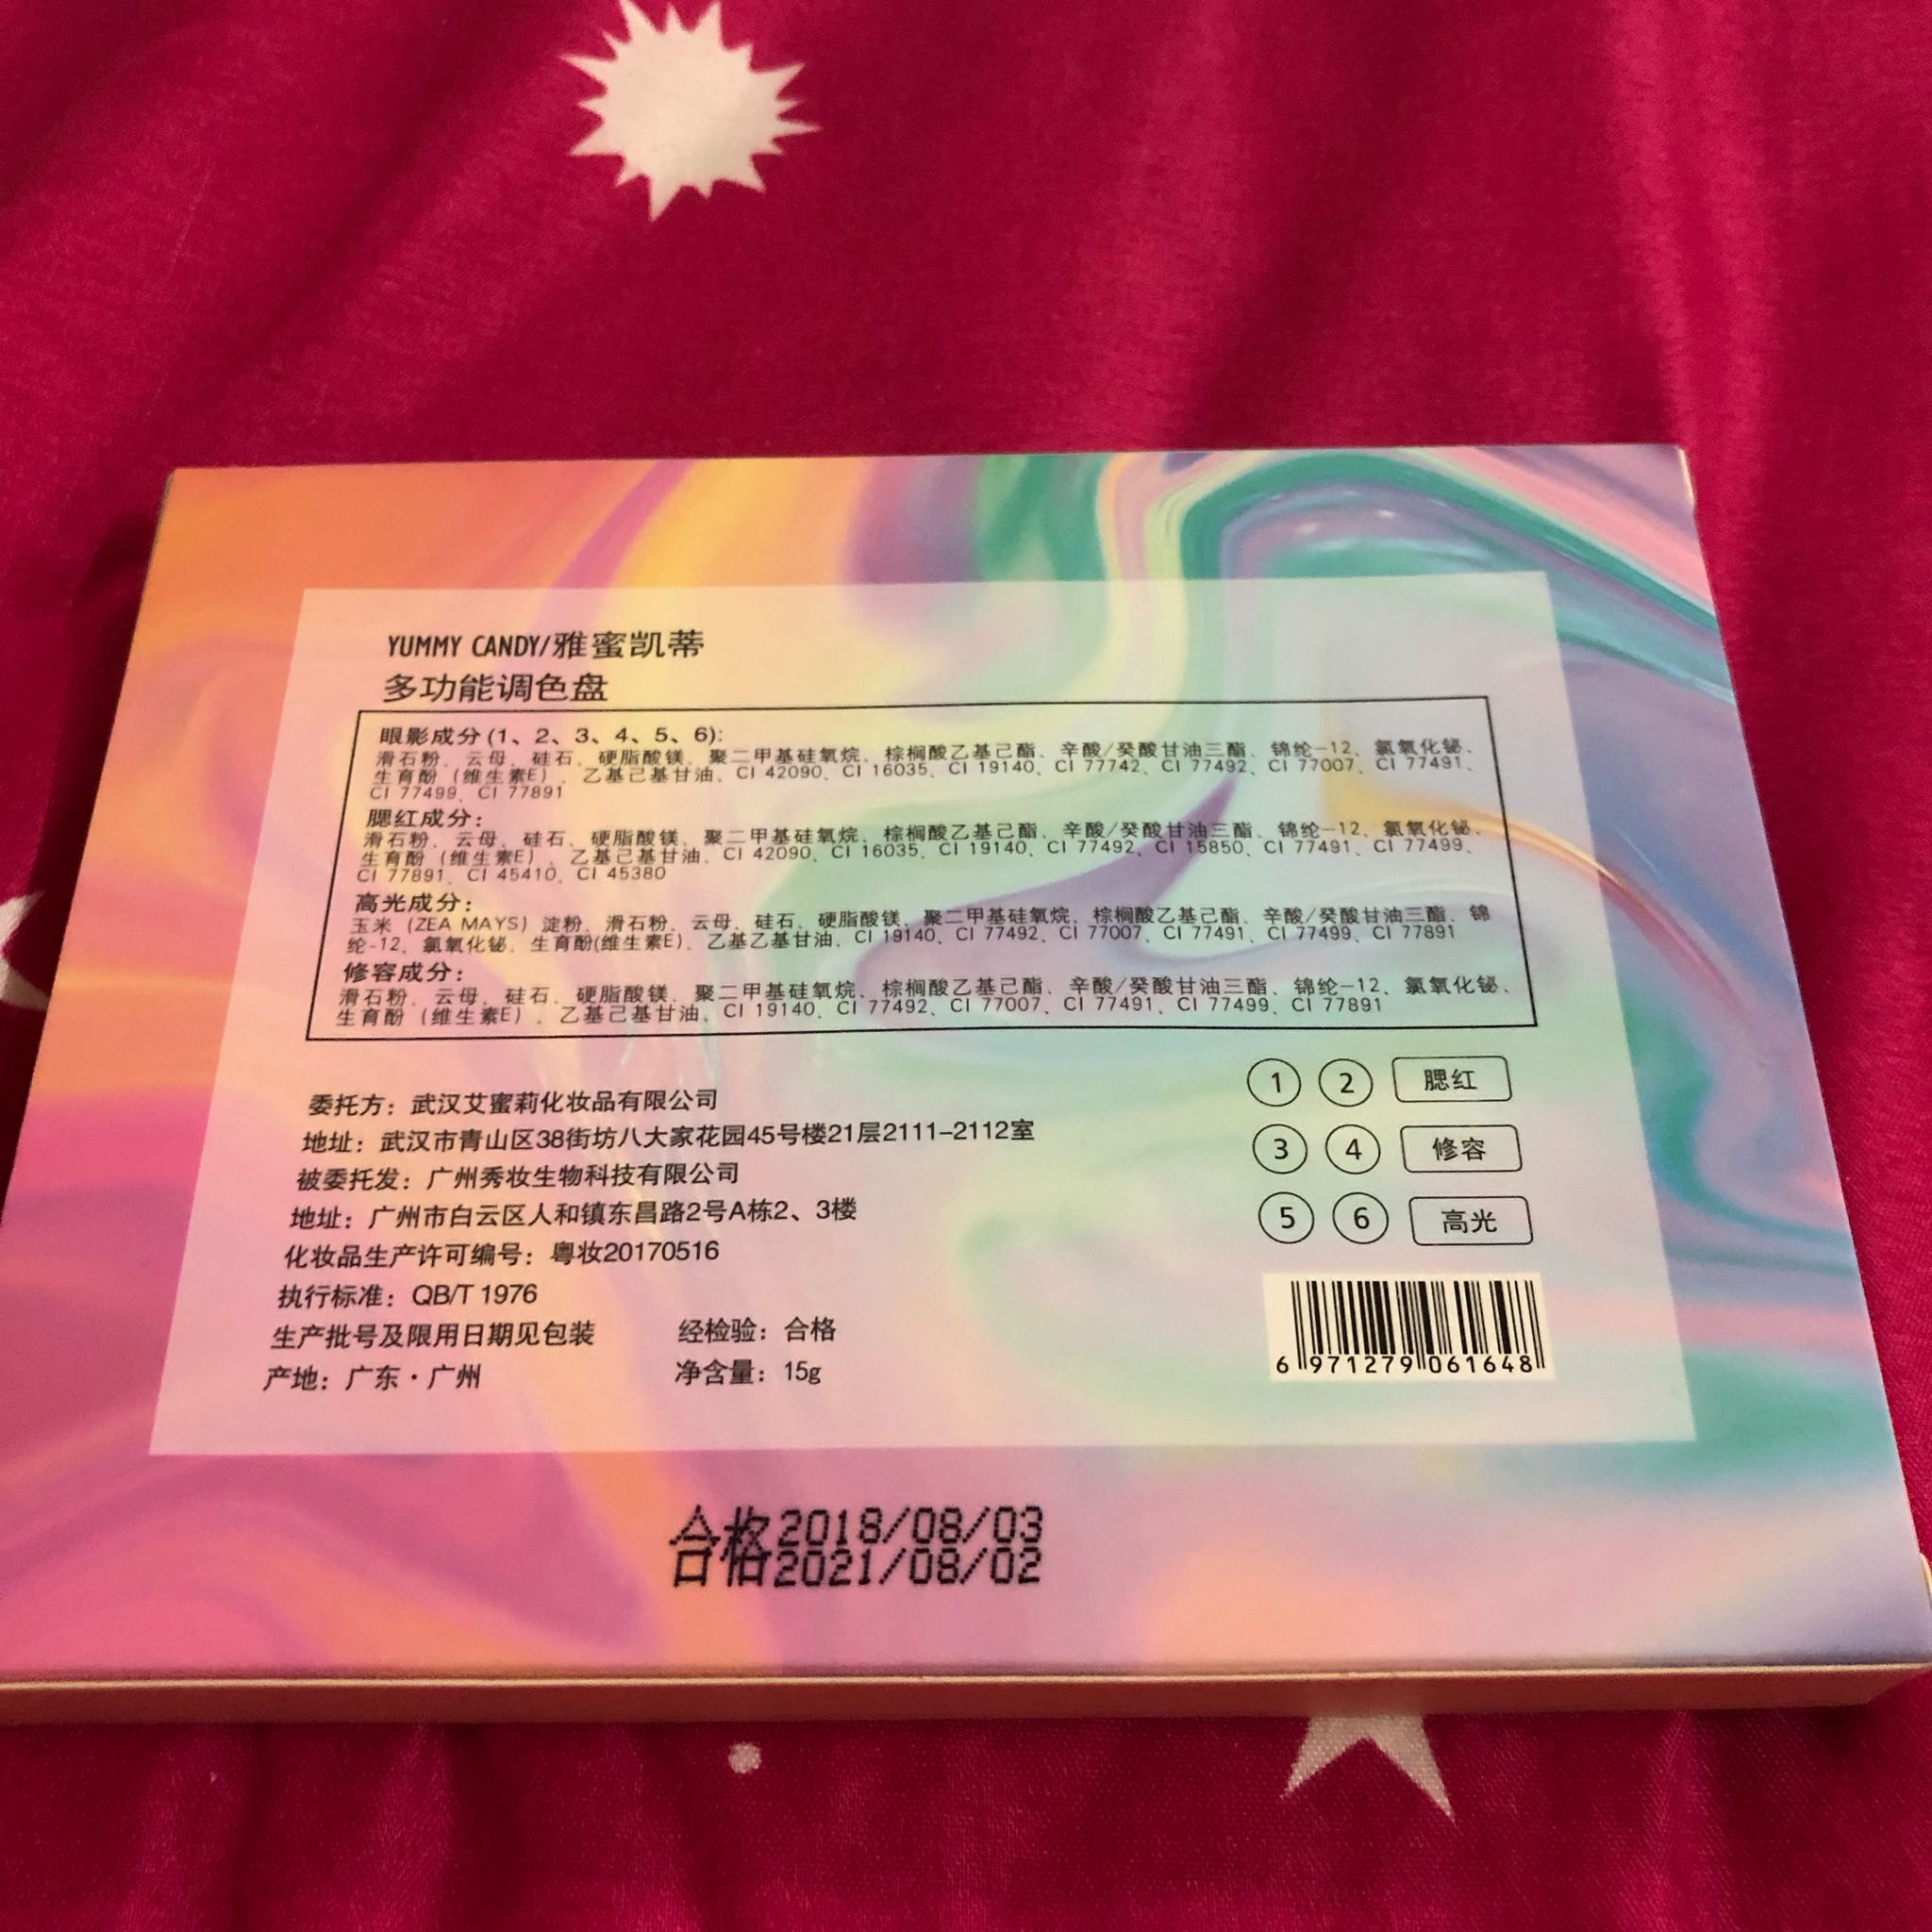 YUMMY CANDY/雅蜜凯蒂
多功能调色盘
眼影成分(1、2、3、4、5、6):
滑石粉、云母、硅石、硬脂酸镁、聚二甲基硅氧烷、棕榈酸乙基己酯、辛酸/癸酸甘油三酯、锦纶-12、氯氧化铋、
生育酚（维生素E）、乙基己基甘油、CI 42090、CI 16035、CI 19140、CI 77742、CI 77492、CI 77007、CI 77491、
CI 77499、CI 77891
腮红成分：
滑石粉、云母、硅石、硬脂酸镁、聚二甲基硅氧烷、棕榈酸乙基己酯、辛酸/癸酸甘油三酯、锦纶-12、氯氧化铋、
生育酚（维生素E）、乙基己基甘油、CI 42090、CI 16035、CI 19140、CI 77492、CI 15850、CI 77491、CI 77499、
CI 77891、CI 45410、CI 45380
高光成分：
玉米（ZEA MAYS）淀粉、滑石粉、云母、硅石、硬脂酸镁、聚二甲基硅氧烷、棕榈酸乙基己酯、辛酸/癸酸甘油三酯、锦
纶-12、氯氧化铋、生育酚(维生素E)、乙基乙基甘油、CI 19140、CI 77492、CI 77007、CI 77491、CI 77499、CI 77891
修容成分：
滑石粉、云母、硅石、硬脂酸镁、聚二甲基硅氧烷、棕榈酸乙基己酯、辛酸/癸酸甘油三酯、锦纶-12、氯氧化铋、
生育酚（维生素E）、乙基己基甘油、CI 19140、CI 77492、CI 77007、CI 77491、CI 77499、CI 77891
委托方：武汉艾蜜莉化妆品有限公司
地址：武汉市青山区38街坊八大家花园45号楼21层2111-2112室
被委托发：广州秀妆生物科技有限公司
地址：广州市白云区人和镇东昌路2号A栋2、3楼
化妆品生产许可编号：粤妆20170516
执行标准：QB/T 1976
生产批号及限用日期见包装 经检验：合格
产地：广东·广州 净含量：15g
1 2 腮红
3 4 修容
5 6 高光
6 971279 061648
合格2018/08/03
2021/08/02